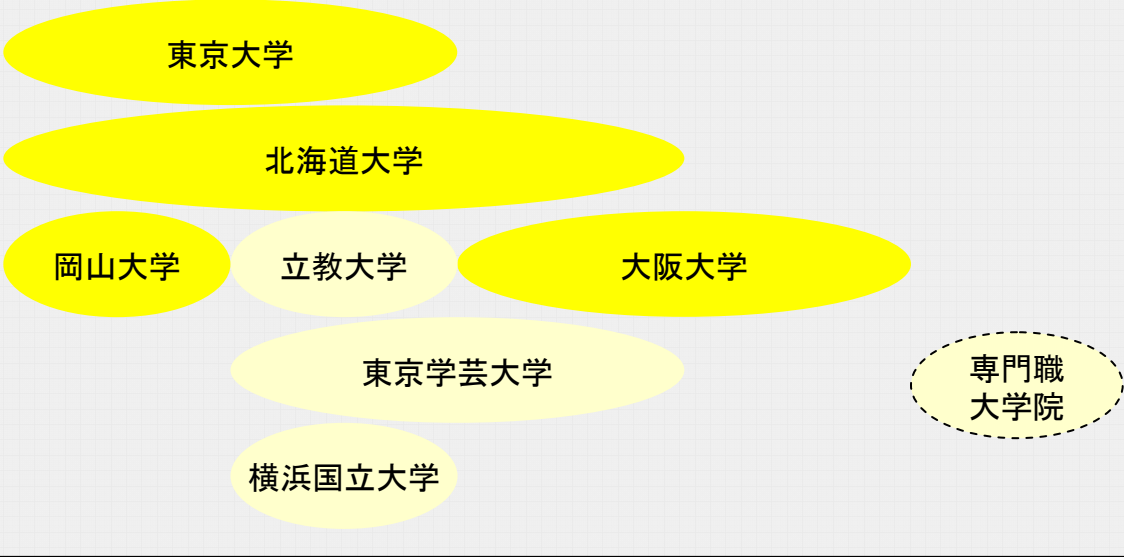 東京大学
北海道大学
岡山大学
立教大学
大阪大学
東京学芸大学
専門職
大学院
横浜国立大学